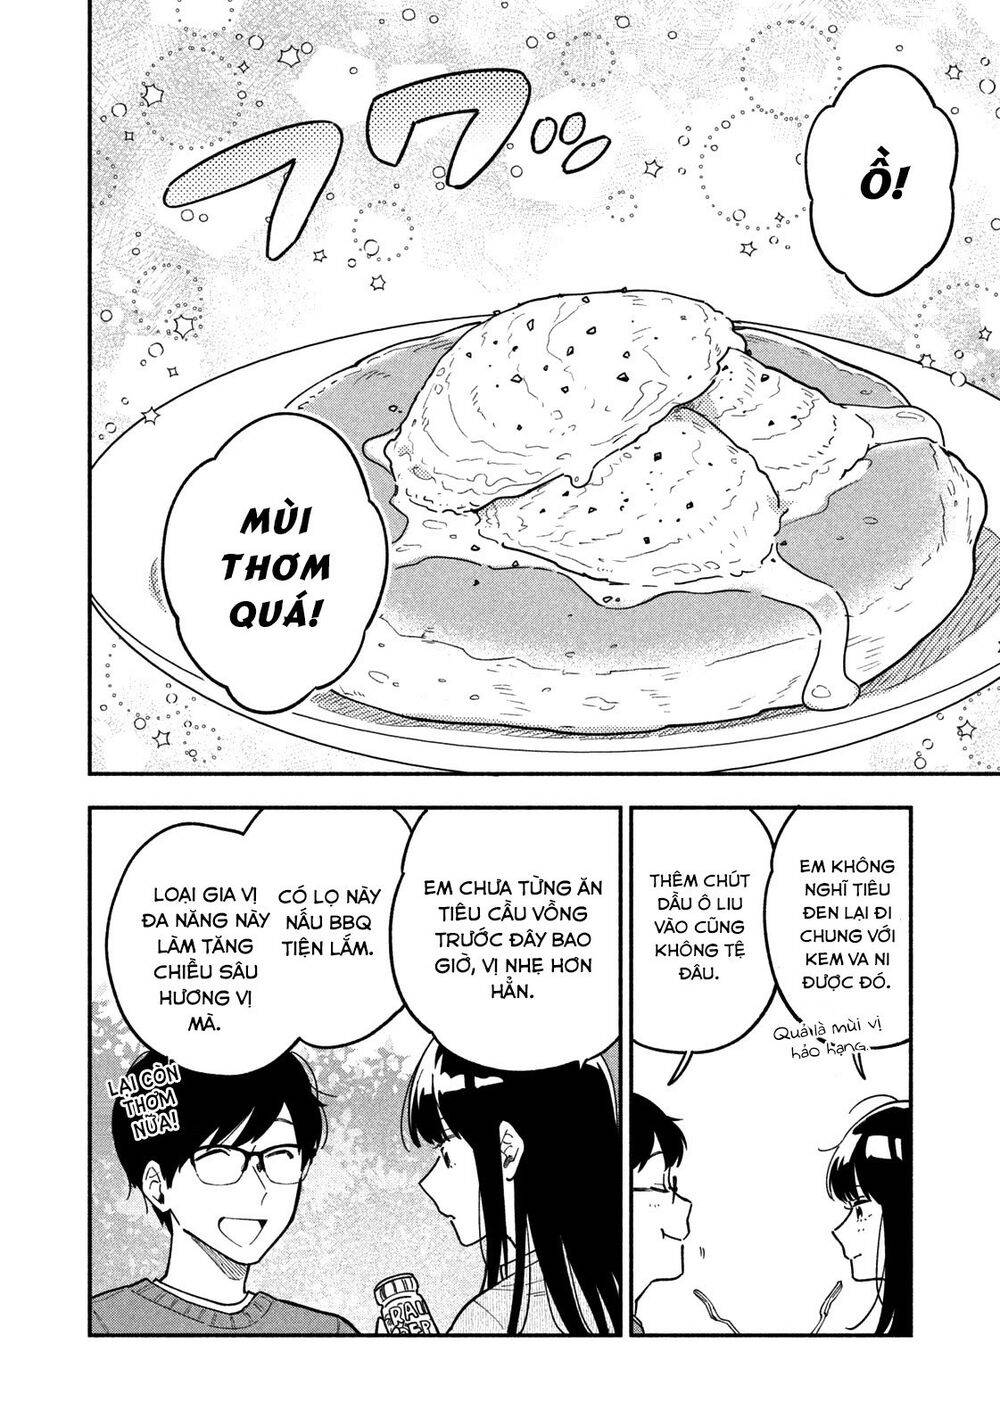 Ồ!
フワッ
MÙI
THƠM
QUÁ!
EM KHÔNG
NGHĨ TIÊU
ĐEN LẠI ĐI
CHUNG VỚI
KEM VA NI
ĐƯỢC ĐÓ.
Quả là mùi vị
hảo hạng.
THÊM CHÚT
DẦU Ô LIU
VÀO CŨNG
KHÔNG TỆ
ĐÂU.
EM CHƯA TỪNG ĂN
TIÊU CẦU VỒNG
TRƯỚC ĐÂY BAO
GIỜ, VỊ NHẸ HƠN
HẲN.
CÓ LỌ NÀY
NẤU BBQ
TIỆN LẮM.
LOẠI GIA VỊ
ĐA NĂNG NÀY
LÀM TĂNG
CHIỀU SÂU
HƯƠNG VỊ
MÀ.
LẠI CÒN
THƠM
NỮA!